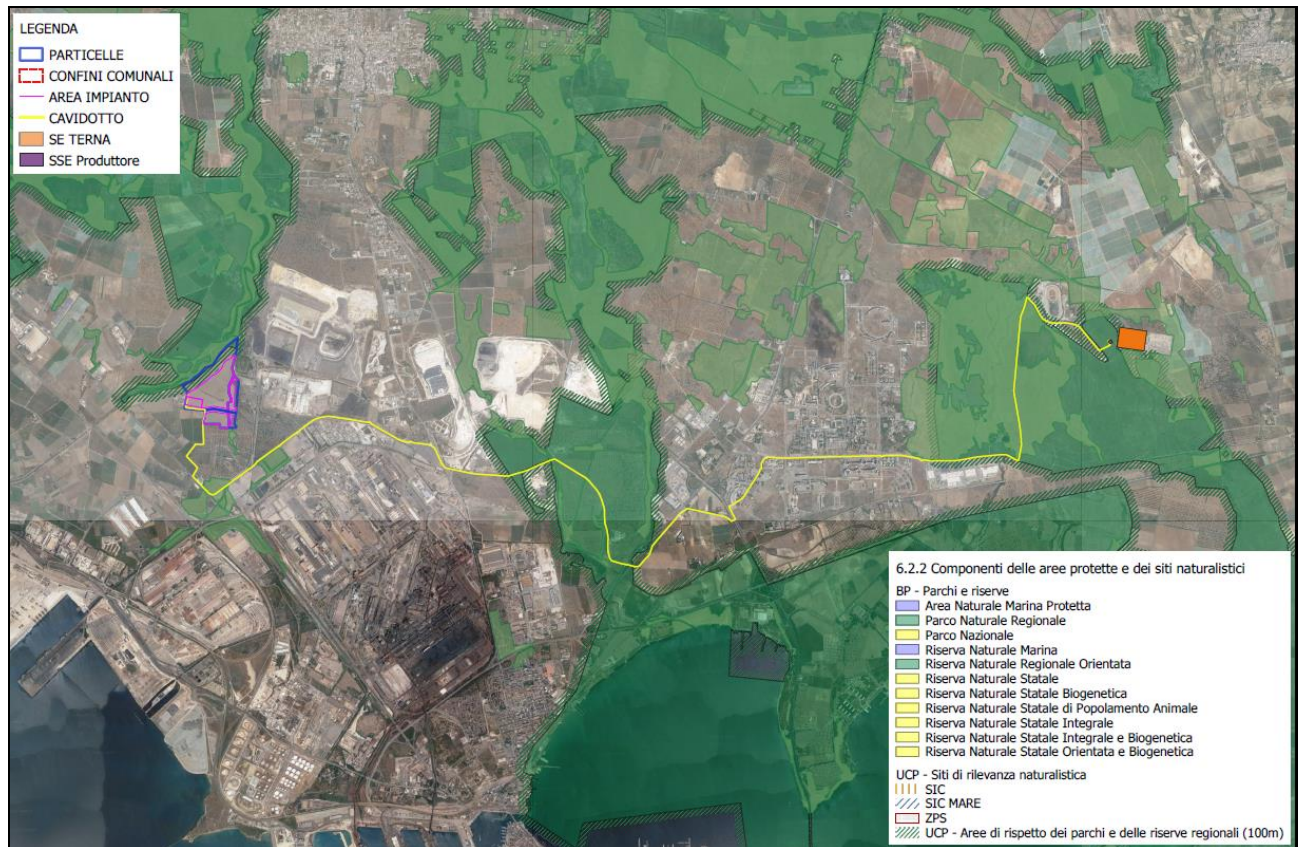 LEGENDA
PARTICELLE
CONFINI COMUNALI
AREA IMPIANTO
CAVIDOTTO
SE TERNA
SSE Produttore
6.2.2 Componenti delle aree protette e dei siti naturalistici
BP - Parchi e riserve
Area Naturale Marina Protetta
Parco Naturale Regionale
Parco Nazionale
Riserva Naturale Marina
Riserva Naturale Regionale Orientata
Riserva Naturale Statale
Riserva Naturale Statale Biogenetica
Riserva Naturale Statale di Popolamento Animale
Riserva Naturale Statale Integrale
Riserva Naturale Statale Integrale e Biogenetica
Riserva Naturale Statale Orientata e Biogenetica
UCP - Siti di rilevanza naturalistica
SIC
SIC MARE
ZPS
UCP - Aree di rispetto dei parchi e delle riserve regionali (100m)